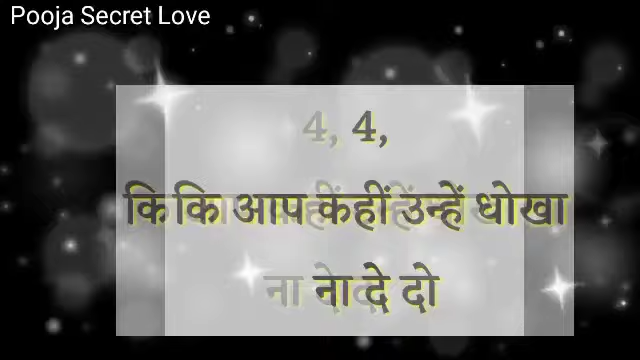 Pooja Secret Love
4, 4,
कि कि आप कहीं उन्हें धोखा
ना ना दे दो